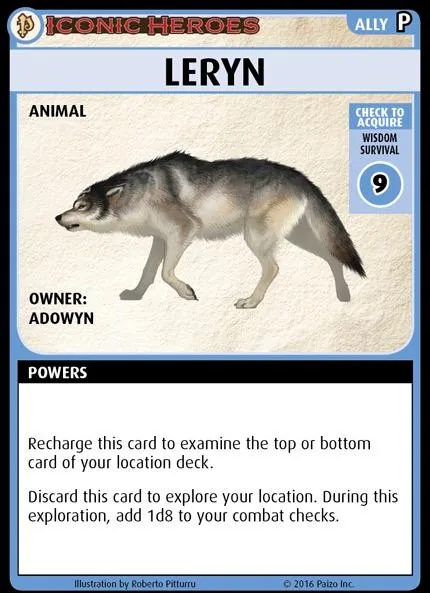 ICONIC HEROES
ALLY P
LERYN
ANIMAL
CHECK TO
ACQUIRE
WISDOM
SURVIVAL
9
OWNER:
ADOWYN
POWERS
Recharge this card to examine the top or bottom
card of your location deck.
Discard this card to explore your location. During this
exploration, add 1d8 to your combat checks.
Illustration by Roberto Pitturru
© 2016 Paizo Inc.